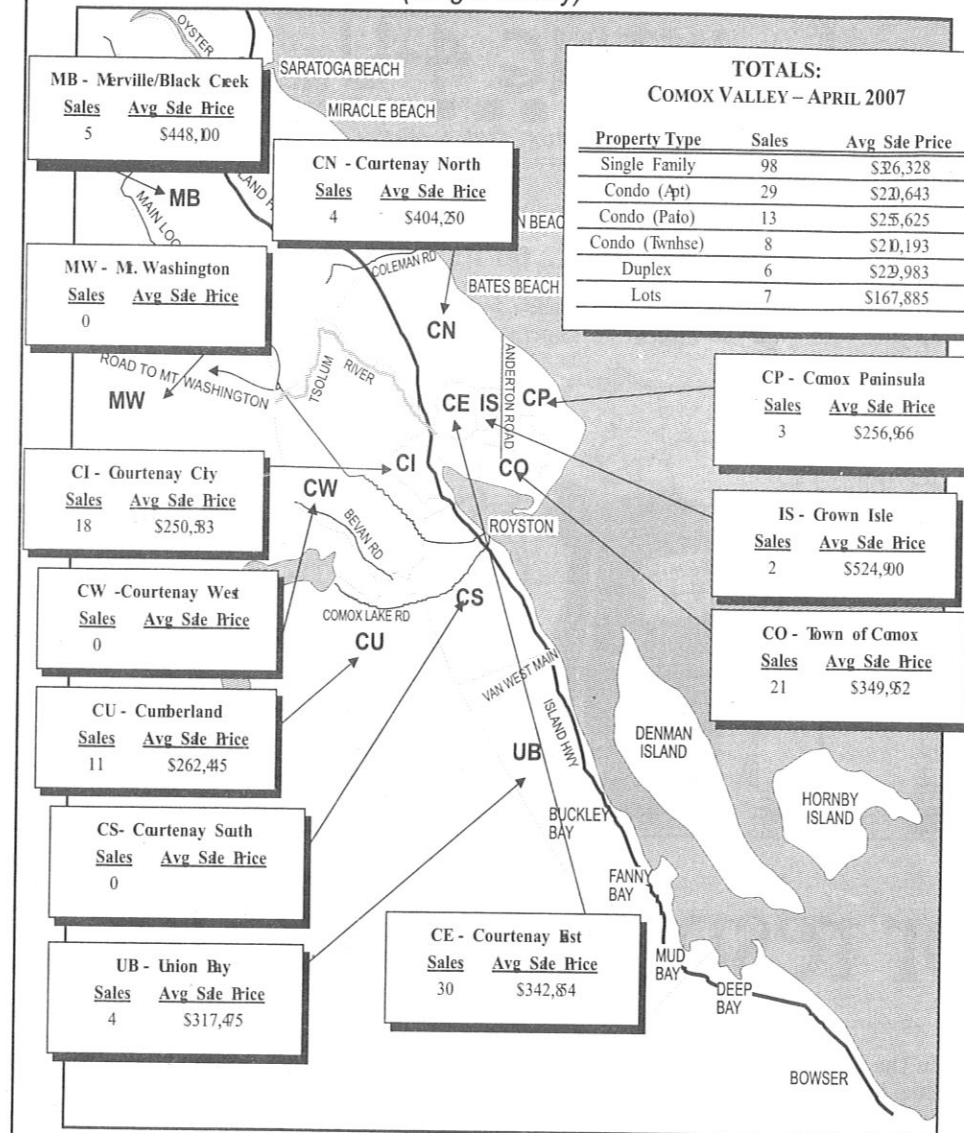 OYSTER
SARATOGA BEACH
MIRACLE BEACH
MB - Merville/Black Creek
Sales Avg Sale Price
5 $448,100
MB
MAIN LOG
LAND H
CN - Courtenay North
Sales Avg Sale Price
4 $404,250
N BEAC
COLEMAN RD
BATES BEACH
CN
TOTALS:
COMOX VALLEY – APRIL 2007
Property Type Sales Avg Sale Price
Single Family 98 $326,328
Condo (Apt) 29 $220,643
Condo (Patio) 13 $255,625
Condo (Twnhse) 8 $210,193
Duplex 6 $229,983
Lots 7 $167,885
MW - Mt. Washington
Sales Avg Sale Price
0
ROAD TO MT. WASHINGTON
MW
TSOLUM
RIVER
ANDERTON ROAD
CE IS CP
CP - Comox Peninsula
Sales Avg Sale Price
3 $256,966
CI - Courtenay City
Sales Avg Sale Price
18 $250,583
CI
CO
CW
BEVAN RD
ROYSTON
IS - Crown Isle
Sales Avg Sale Price
2 $524,900
CW -Courtenay West
Sales Avg Sale Price
0
COMOX LAKE RD
CS
CU
CO - Town of Comox
Sales Avg Sale Price
21 $349,952
CU - Cumberland
Sales Avg Sale Price
11 $262,445
VAN WEST MAIN
ISLAND HWY
UB
DENMAN
ISLAND
HORNBY
ISLAND
CS- Courtenay South
Sales Avg Sale Price
0
BUCKLEY
BAY
FANNY
BAY
UB - Union Bay
Sales Avg Sale Price
4 $317,475
CE - Courtenay East
Sales Avg Sale Price
30 $342,854
MUD
BAY
DEEP
BAY
BOWSER